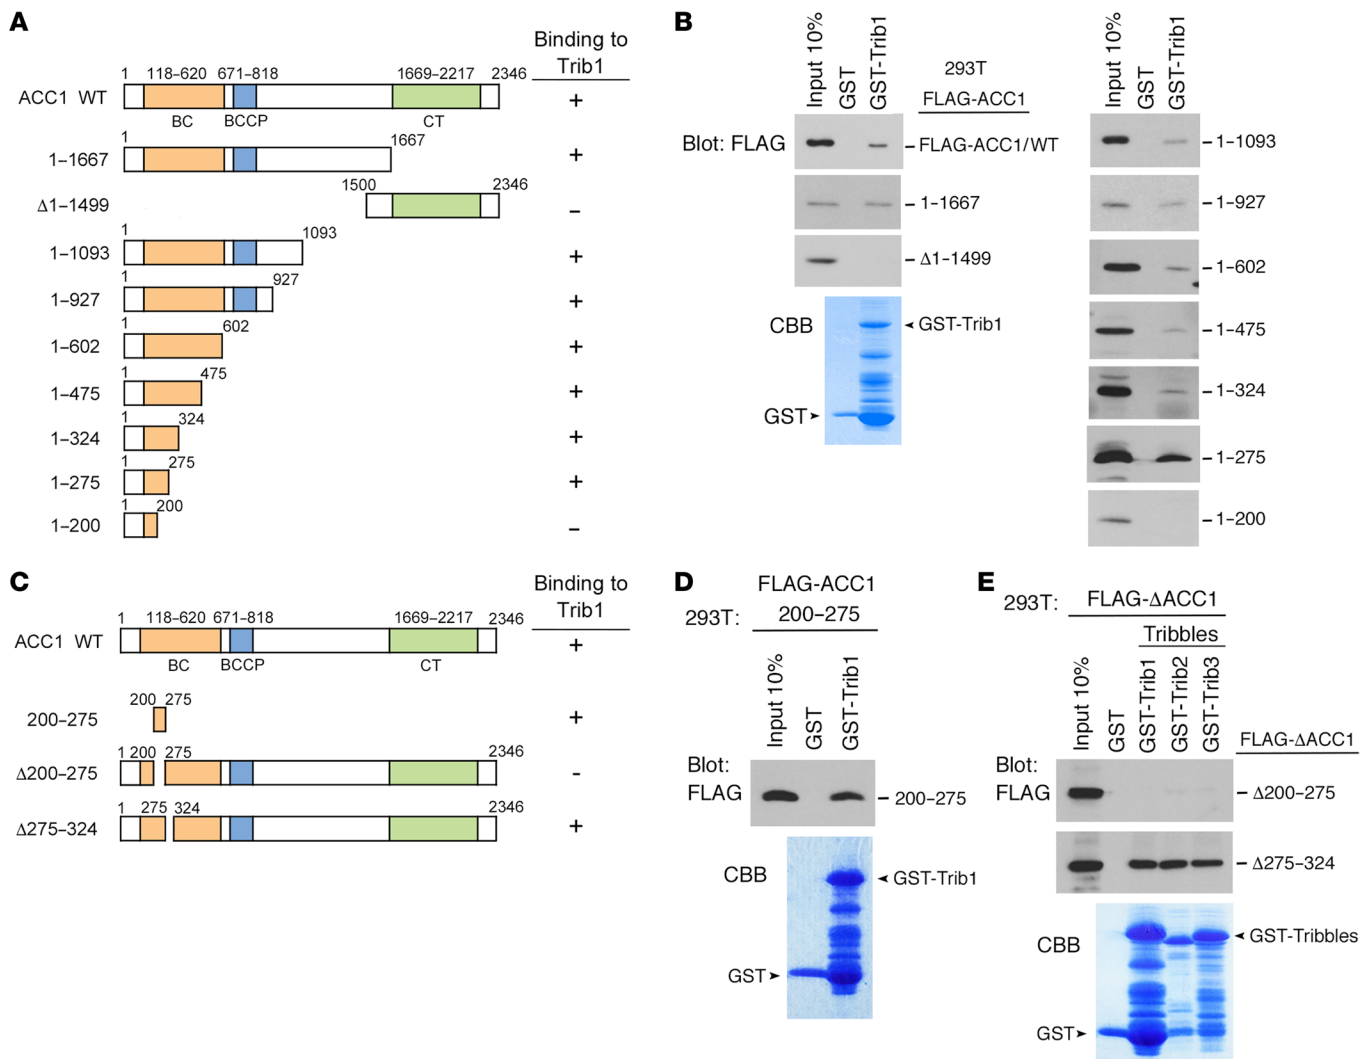 A
Binding to
Trib1
1 118–620 671–818 1669–2217 2346
ACC1 WT +
BC BCCP CT
1 1667
1–1667 +
1500 2346
Δ1–1499 –
1 1093
1–1093 +
1 927
1–927 +
1 602
1–602 +
1 475
1–475 +
1 324
1–324 +
1 275
1–275 +
1 200
1–200 –
B
Input 10%
GST
GST-Trib1
293T
FLAG-ACC1
Blot: FLAG
FLAG-ACC1/WT
1–1667
Δ1–1499
CBB
GST-Trib1
GST
Input 10%
GST
GST-Trib1
1–1093
1–927
1–602
1–475
1–324
1–275
1–200
C
Binding to
Trib1
1 118–620 671–818 1669–2217 2346
ACC1 WT +
BC BCCP CT
200 275
200–275 +
1 200 275 2346
Δ200–275 -
1 275 324 2346
Δ275–324 +
D
FLAG-ACC1
293T: 200–275
Input 10%
GST
GST-Trib1
Blot:
FLAG
200–275
CBB
GST-Trib1
GST
E
293T: FLAG-ΔACC1
Tribbles
Input 10%
GST
GST-Trib1
GST-Trib2
GST-Trib3
FLAG-ΔACC1
Blot:
FLAG
Δ200–275
Δ275–324
CBB
GST-Tribbles
GST